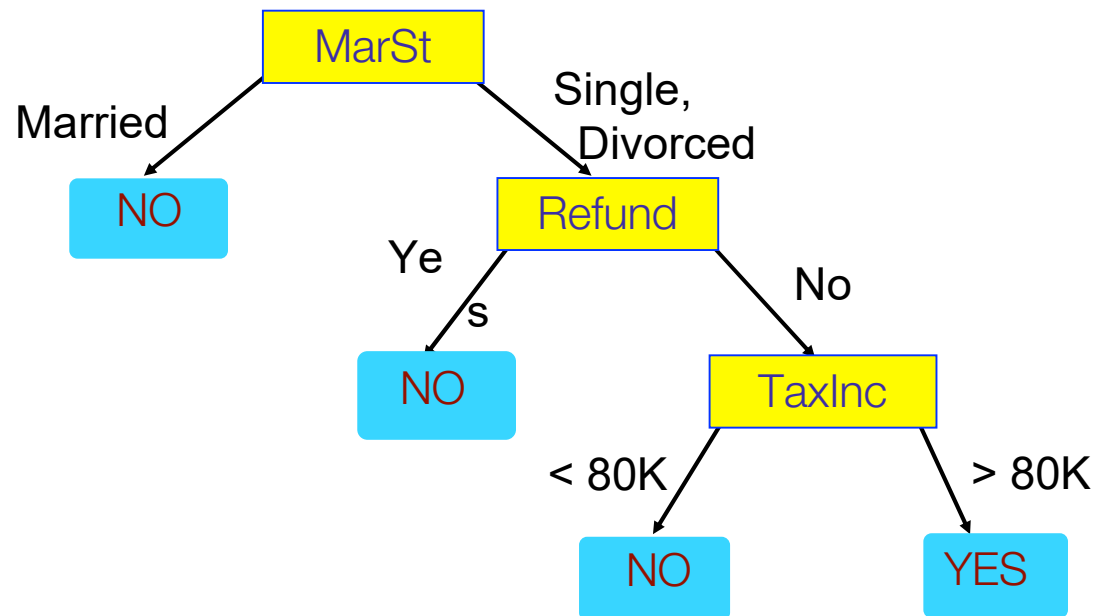 MarSt
Married
Single,
Divorced
NO
Refund
Ye
s
No
NO
TaxInc
< 80K
> 80K
NO
YES